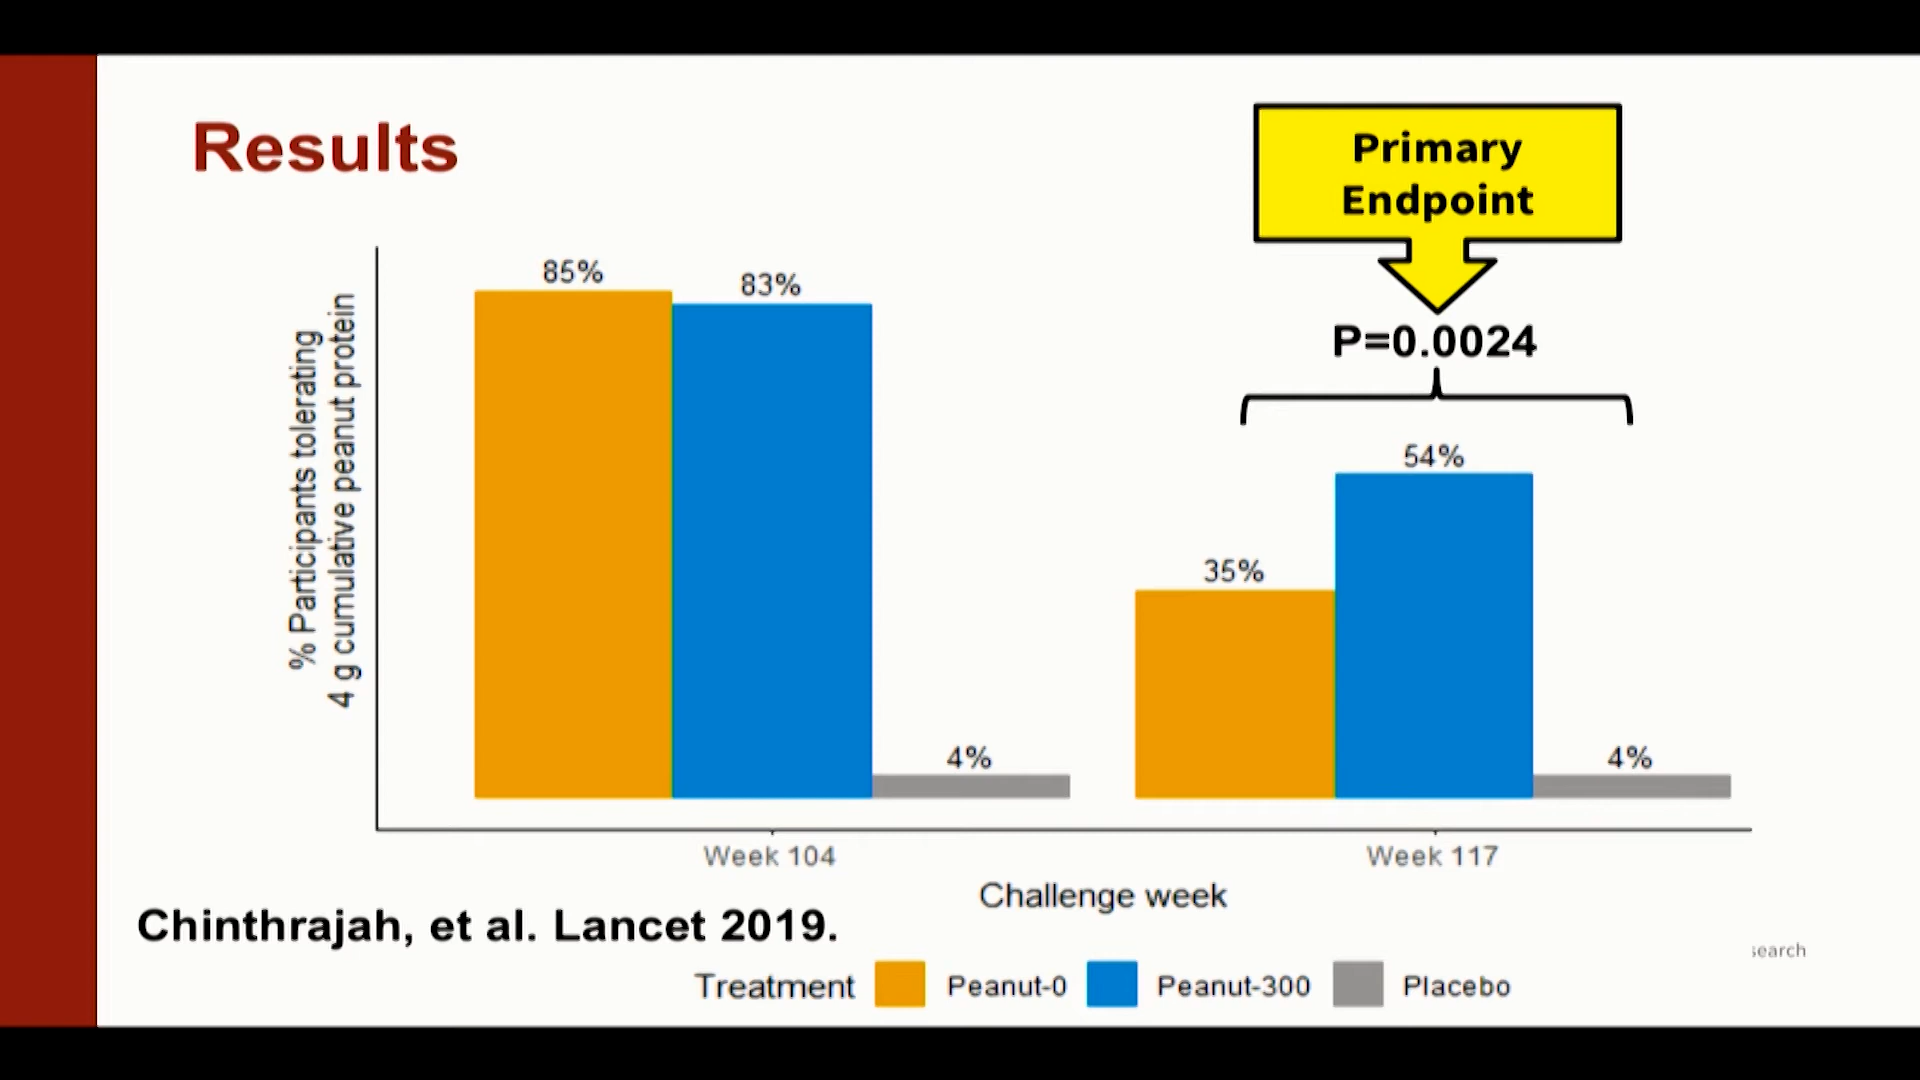 Results
Primary
Endpoint
P=0.0024
85%
83%
4%
35%
54%
4%
% Participants tolerating
4 g cumulative peanut protein
Week 104
Week 117
Challenge week
Chinthrajah, et al. Lancet 2019.
Treatment
Peanut-0
Peanut-300
Placebo